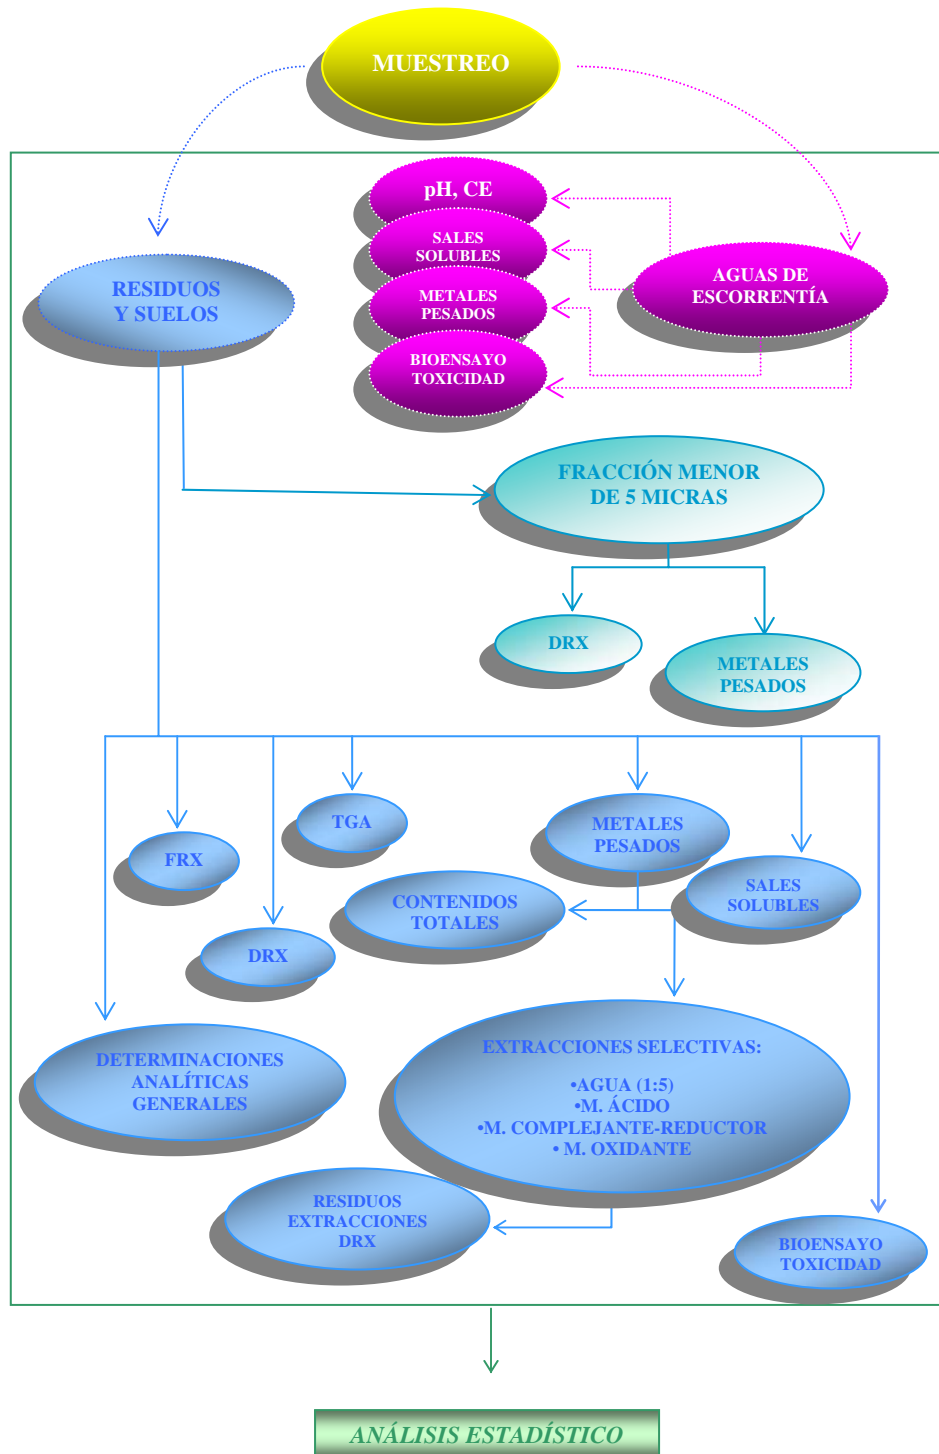 MUESTREO
pH, CE
SALES
SOLUBLES
METALES
PESADOS
BIOENSAYO
TOXICIDAD
AGUAS DE
ESCORRENTÍA
RESIDUOS
Y SUELOS
FRACCIÓN MENOR
DE 5 MICRAS
DRX
METALES
PESADOS
TGA
METALES
PESADOS
FRX
SALES
SOLUBLES
CONTENIDOS
TOTALES
DRX
DETERMINACIONES
ANALÍTICAS
GENERALES
EXTRACCIONES SELECTIVAS:
•AGUA (1:5)
•M. ÁCIDO
•M. COMPLEJANTE-REDUCTOR
• M. OXIDANTE
RESIDUOS
EXTRACCIONES
DRX
BIOENSAYO
TOXICIDAD
ANÁLISIS ESTADÍSTICO